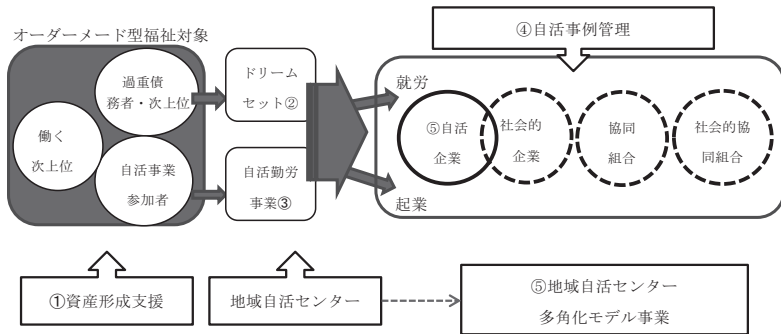 オーダーメード型福祉対象
過重債
務者・次上位
働く
次上位
自活事業
参加者
ドリーム
セット②
自活勤労
事業③
④自活事例管理
就労
⑤自活
企業
社会的
企業
協同
組合
社会的協
同組合
起業
①資産形成支援
地域自活センター
⑤地域自活センター
多角化モデル事業